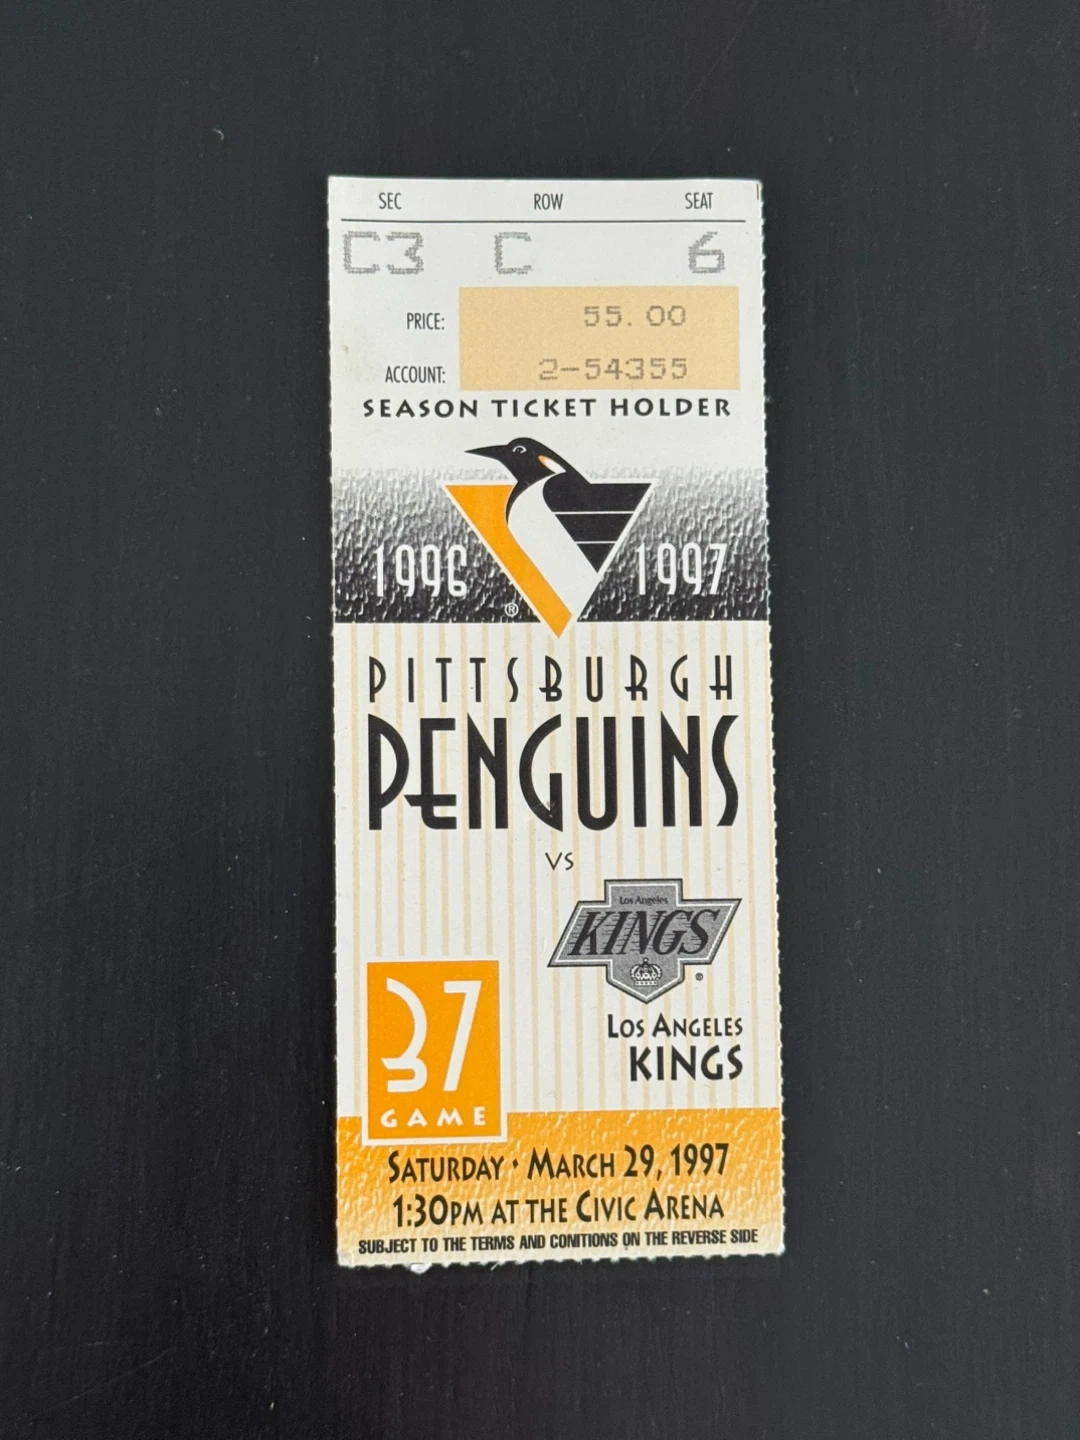 SEC ROW SEAT
C3 C 6
PRICE: 55.00
ACCOUNT: 2-54355
SEASON TICKET HOLDER
1996 1997
®
PITTSBURGH
PENGUINS
VS
Los Angeles
KINGS
®
LOS ANGELES
KINGS
37
GAME
SATURDAY • MARCH 29, 1997
1:30PM AT THE CIVIC ARENA
SUBJECT TO THE TERMS AND CONITIONS ON THE REVERSE SIDE